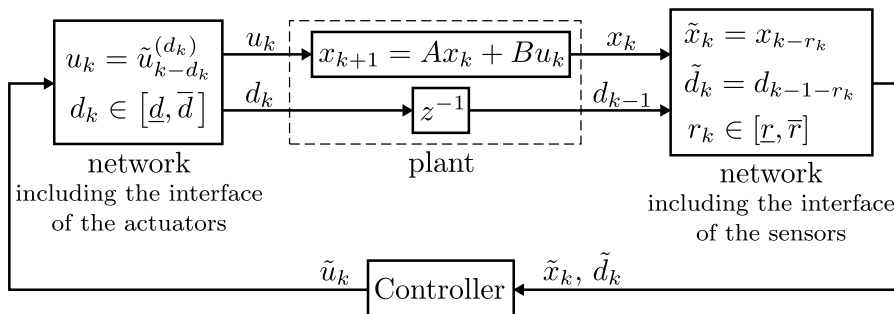 u_k = ũ_{k-d_k}^{(d_k)}
d_k ∈ [d̲, d̅]
network
including the interface
of the actuators
u_k
d_k
x_{k+1} = Ax_k + Bu_k
z^{-1}
plant
x_k
d_{k-1}
x̃_k = x_{k-r_k}
d̃_k = d_{k-1-r_k}
r_k ∈ [r̲, r̅]
network
including the interface
of the sensors
ũ_k
Controller
x̃_k, d̃_k